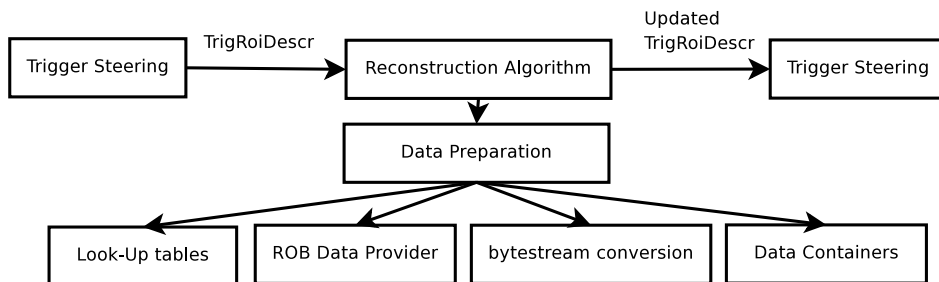 Updated
TrigRoiDescr
TrigRoiDescr
Trigger Steering
Reconstruction Algorithm
Trigger Steering
Data Preparation
Look-Up tables
ROB Data Provider
bytestream conversion
Data Containers